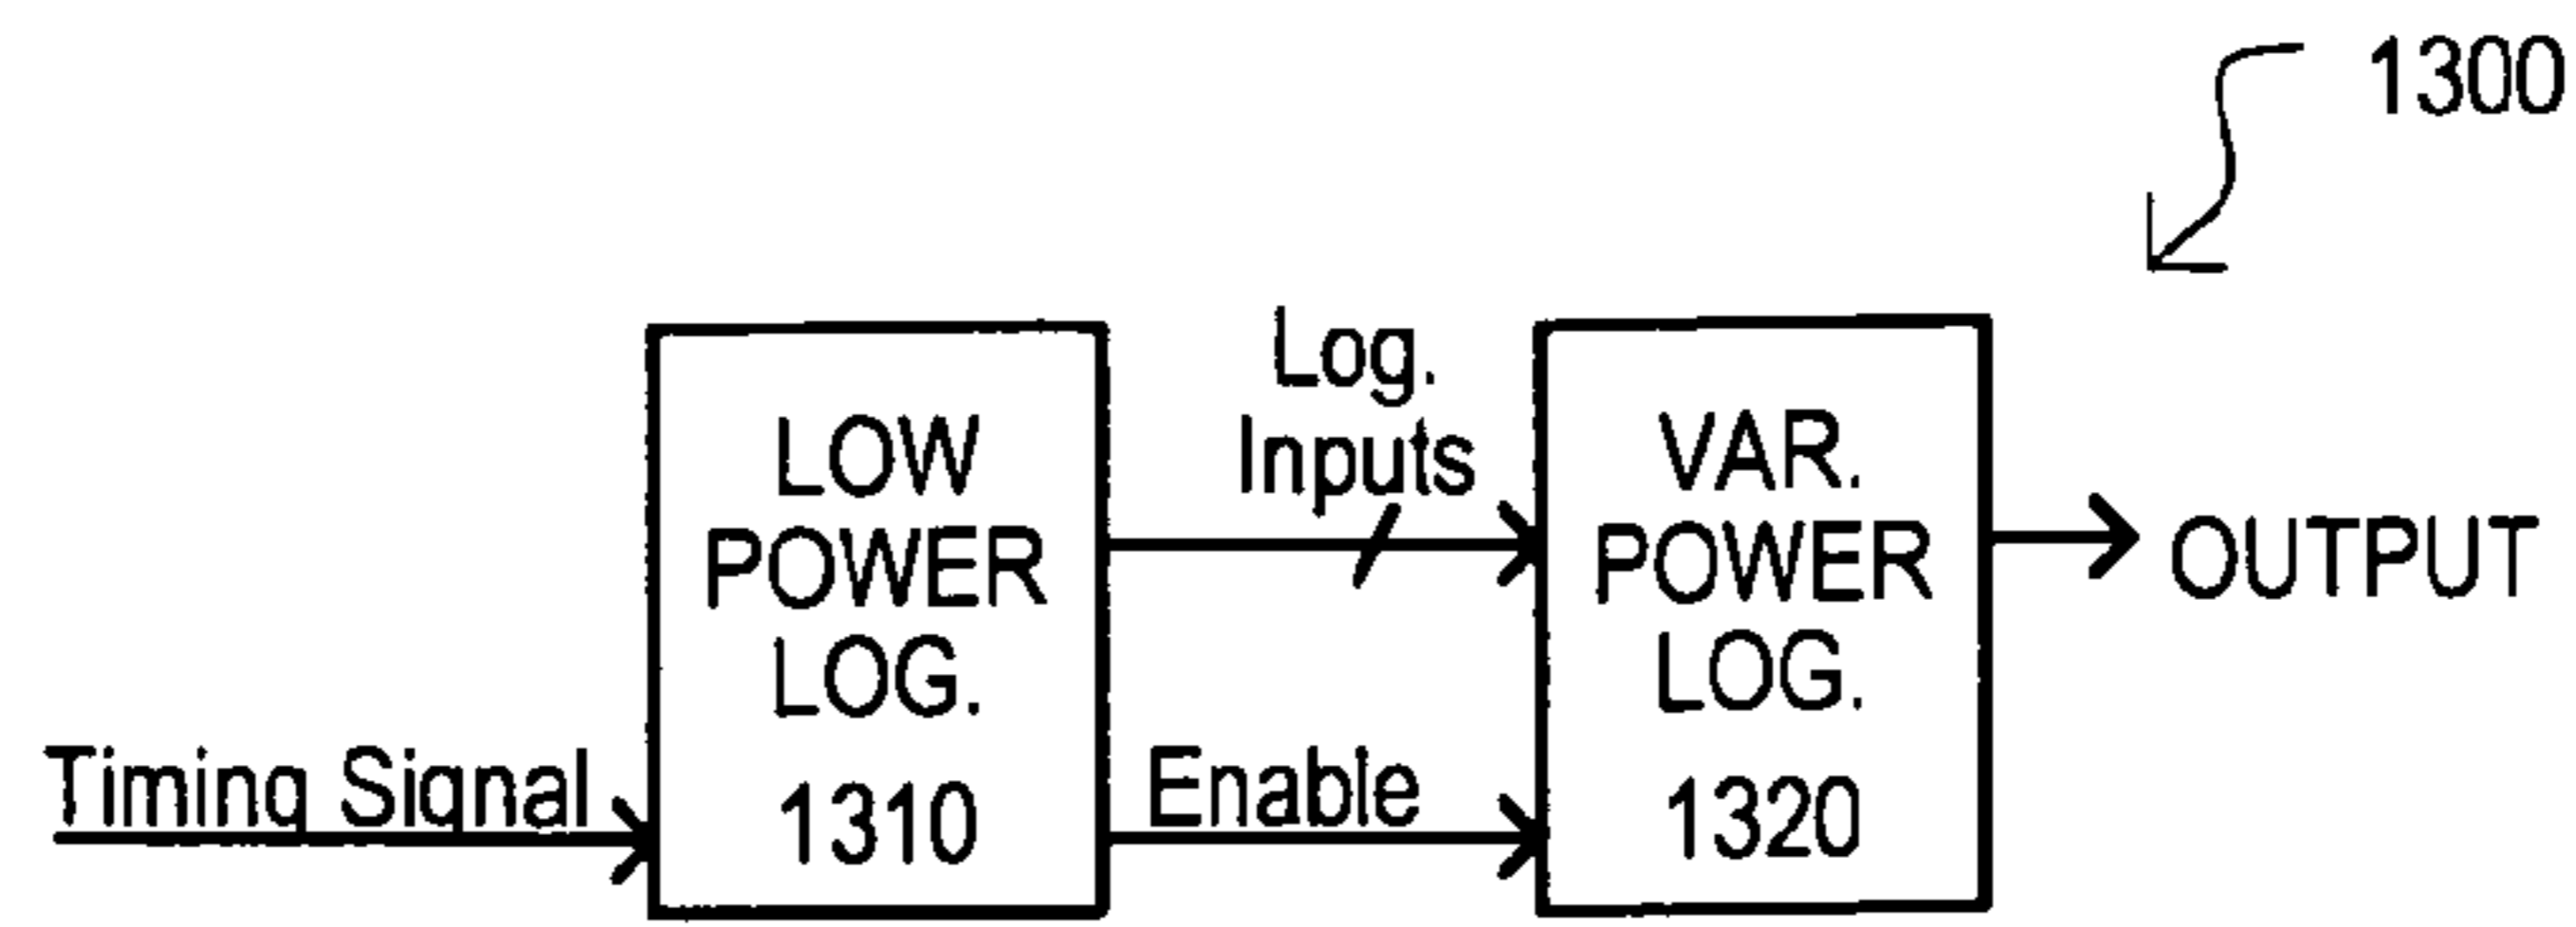 1300
LOW
POWER
LOG.
1310
Log.
Inputs
VAR.
POWER
LOG.
1320
OUTPUT
Timing Signal
Enable